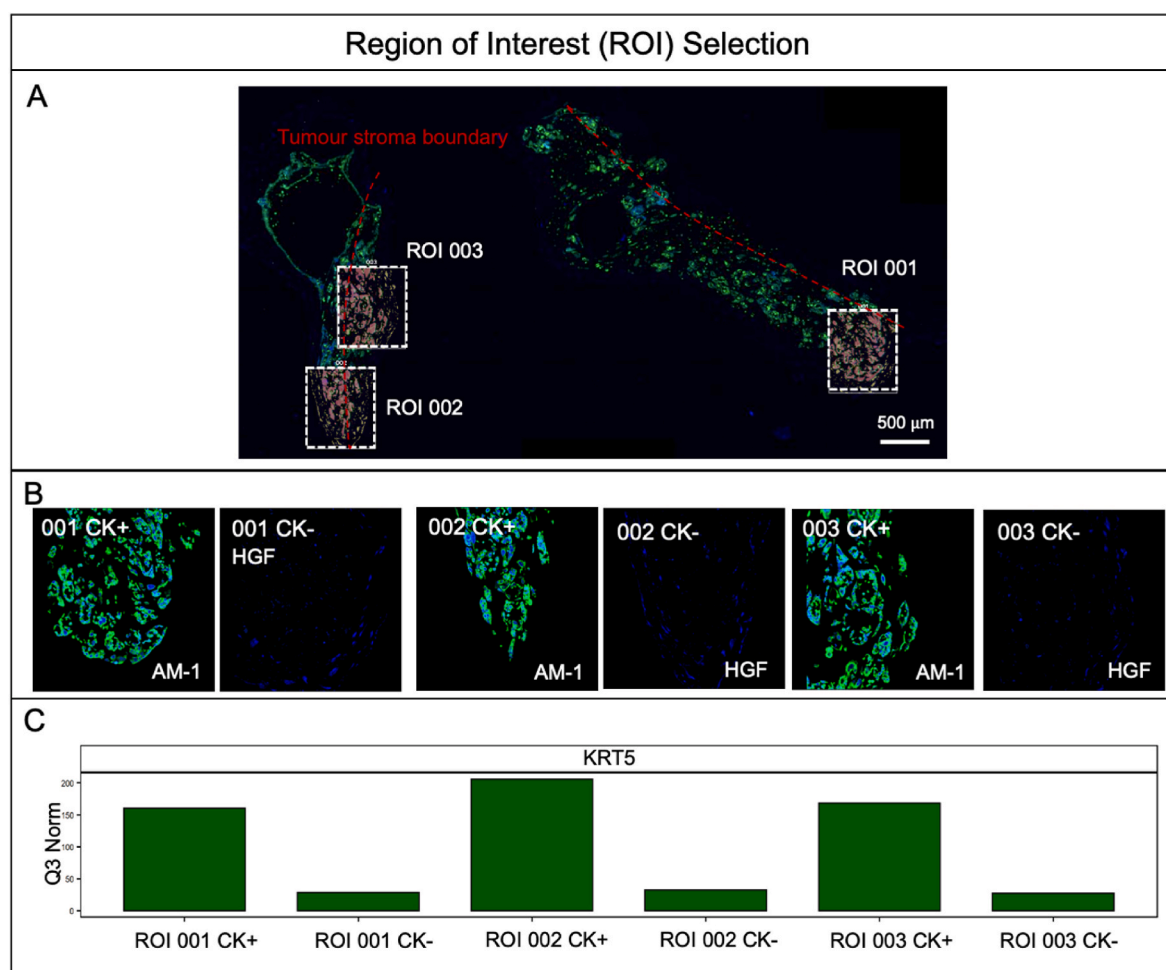 Region of Interest (ROI) Selection
A
Tumour stroma boundary
ROI 003
003
ROI 001
ROI 002
500 µm
B
001 CK+
AM-1
001 CK-
HGF
002 CK+
AM-1
002 CK-
HGF
003 CK+
AM-1
003 CK-
HGF
C
KRT5
Q3 Norm
200
150
100
50
0
ROI 001 CK+
ROI 001 CK-
ROI 002 CK+
ROI 002 CK-
ROI 003 CK+
ROI 003 CK-